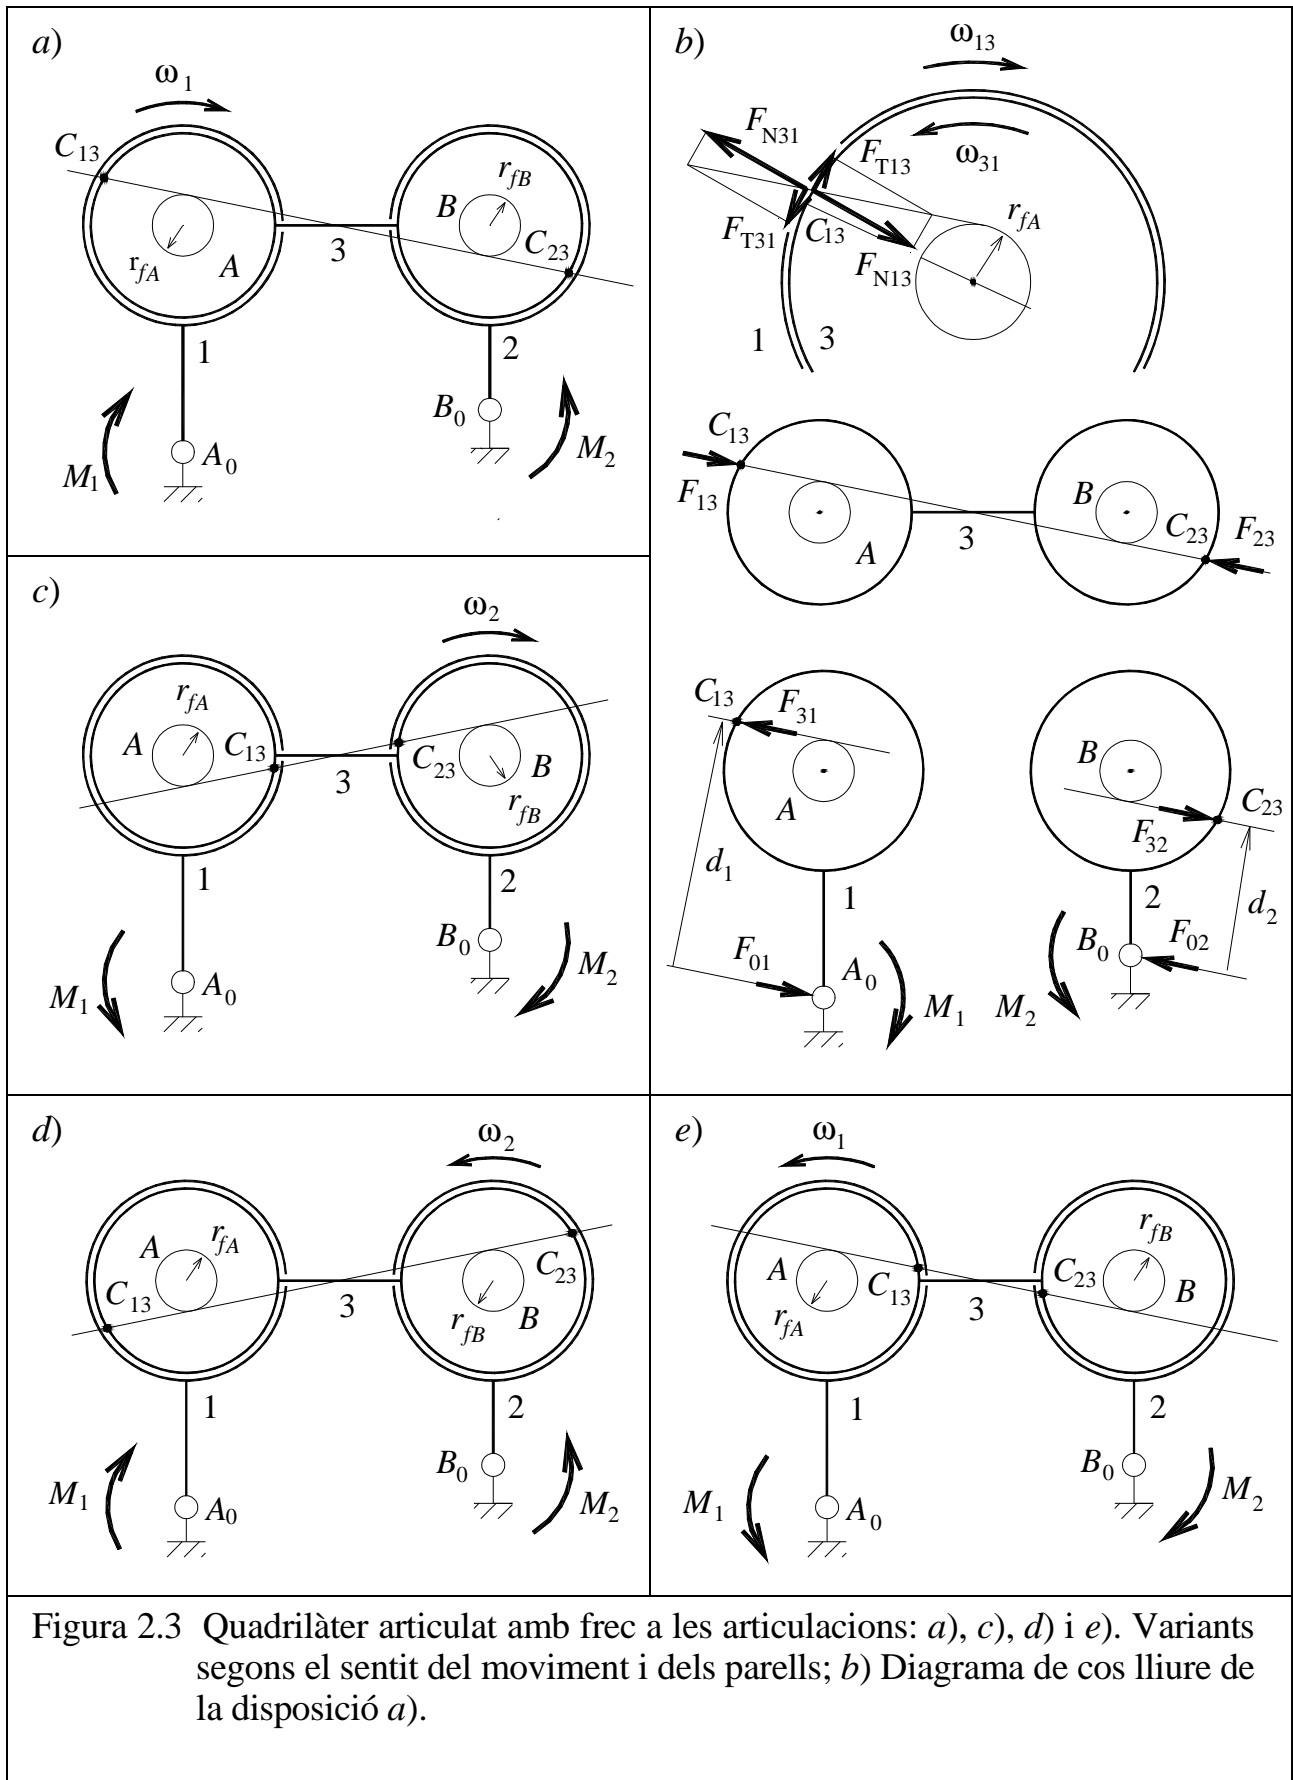 a)
ω1
C13
rfB
B
C23
rfA
A
3
1
2
B0
M1
A0
M2
b)
ω13
FN31
FT13
ω31
FT31
C13
rfA
FN13
1
3
C13
F13
B
C23
F23
A
3
C13
F31
B
C23
A
F32
d1
1
2
d2
F01
A0
B0
F02
M1
M2
c)
ω2
rfA
A
C13
C23
B
3
rfB
1
2
B0
M1
A0
M2
d)
ω2
A
rfA
C13
C23
3
rfB
B
1
2
B0
M1
A0
M2
e)
ω1
rfB
A
C13
C23
B
rfA
3
1
2
B0
M1
A0
M2
Figura 2.3 Quadrilàter articulat amb frec a les articulacions: a), c), d) i e). Variants
segons el sentit del moviment i dels parells; b) Diagrama de cos lliure de
la disposició a).